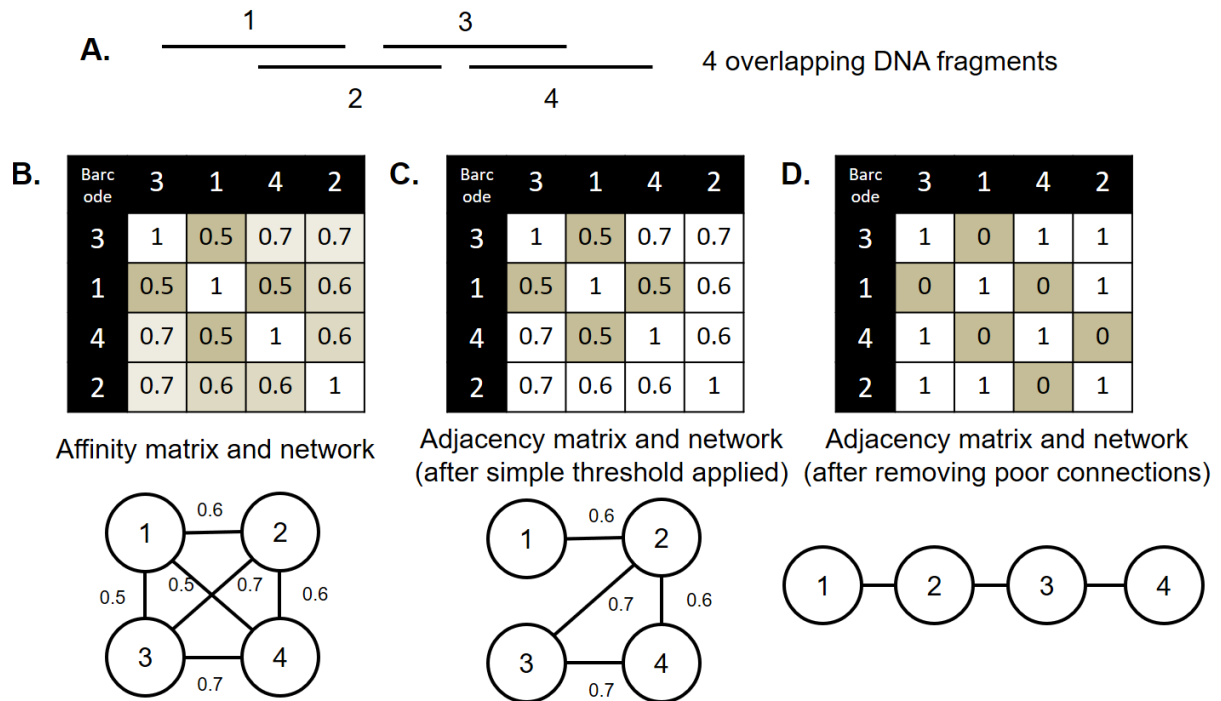 1
3
A.
4 overlapping DNA fragments
2
4
B.
Barc
ode 3 1 4 2
3 1 0.5 0.7 0.7
1 0.5 1 0.5 0.6
4 0.7 0.5 1 0.6
2 0.7 0.6 0.6 1
Affinity matrix and network
1 0.6 2
0.5 0.5 0.7 0.6
3 0.7 4
C.
Barc
ode 3 1 4 2
3 1 0.5 0.7 0.7
1 0.5 1 0.5 0.6
4 0.7 0.5 1 0.6
2 0.7 0.6 0.6 1
Adjacency matrix and network
(after simple threshold applied)
1 0.6 2
0.7 0.6
3 0.7 4
D.
Barc
ode 3 1 4 2
3 1 0 1 1
1 0 1 0 1
4 1 0 1 0
2 1 1 0 1
Adjacency matrix and network
(after removing poor connections)
1 2 3 4